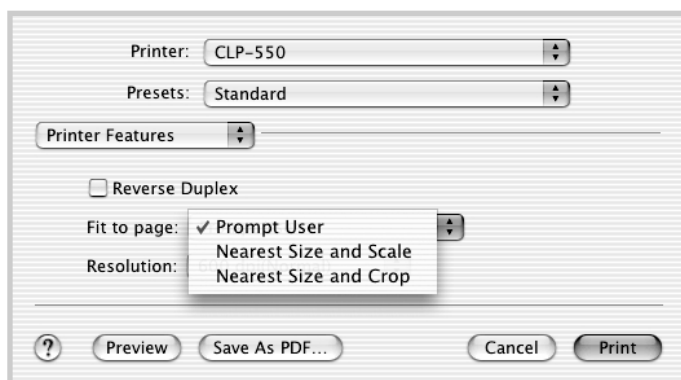 Printer: CLP-550
Presets: Standard
Printer Features
Reverse Duplex
Fit to page: ✓ Prompt User
Nearest Size and Scale
Resolution:
Nearest Size and Crop
? Preview Save As PDF... Cancel Print